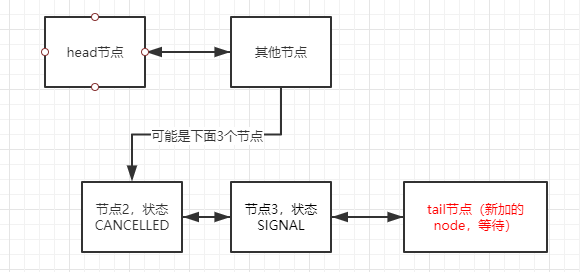 head节点
其他节点
可能是下面3个节点
节点2，状态
CANCELLED
节点3，状态
SIGNAL
tail节点（新加的
node，等待）